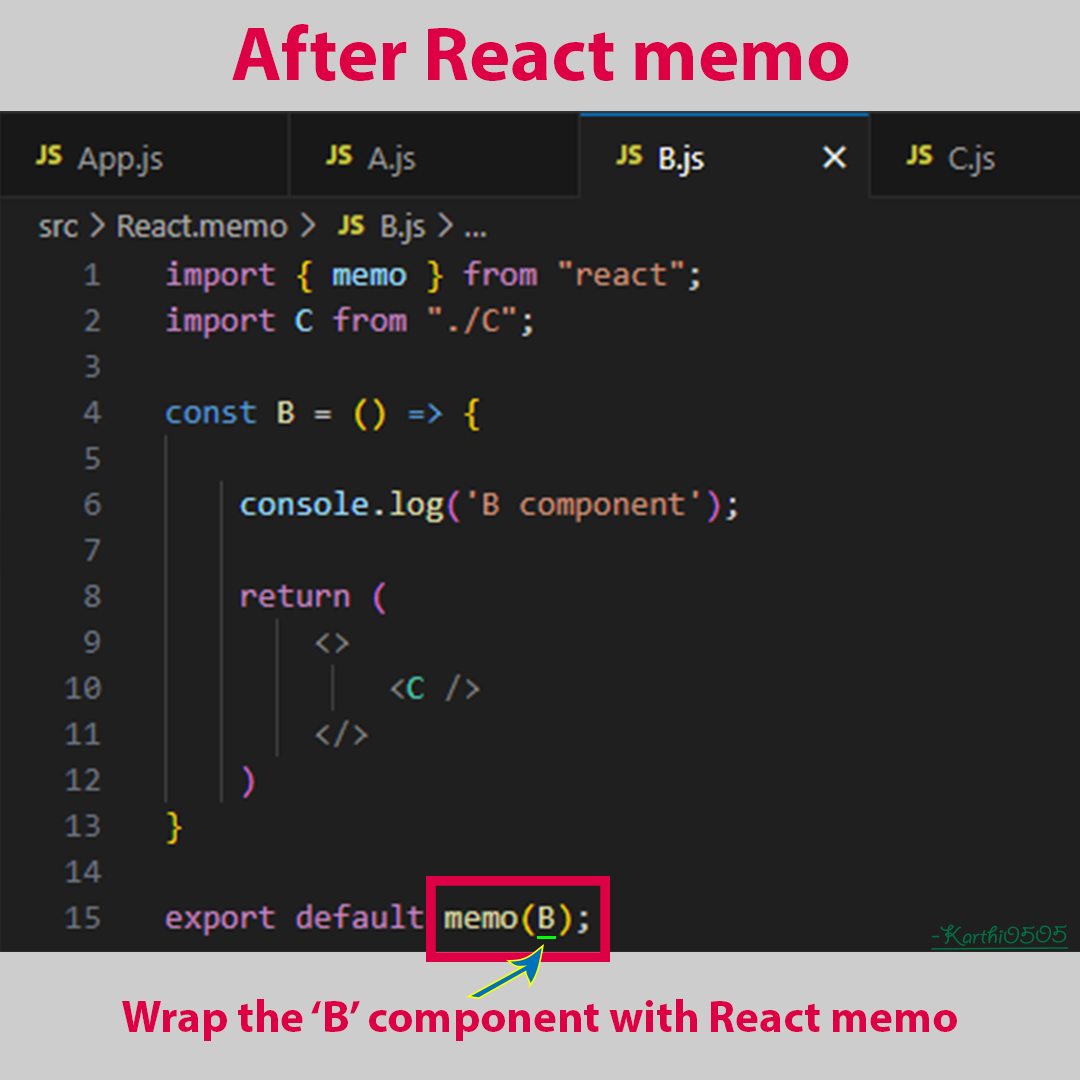 After React memo
JS App.js JS A.js JS B.js × JS C.js
src > React.memo > JS B.js > ...
1 import { memo } from "react";
2 import C from "./C";
3
4 const B = () => {
5
6 console.log('B component');
7
8 return (
9 <>
10 <C />
11 </>
12 )
13 }
14
15 export default memo(B);
-Karthi0505
Wrap the ‘B’ component with React memo